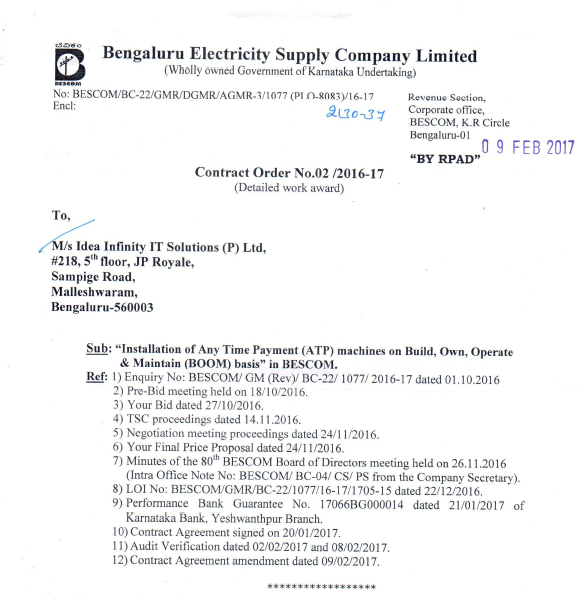 ಬೆವಿಕಂ
BESCOM
Bengaluru Electricity Supply Company Limited
(Wholly owned Government of Karnataka Undertaking)
No: BESCOM/BC-22/GMR/DGMR/AGMR-3/1077 (PLO-8083)/16-17
Encl:
2130-37
Revenue Section,
Corporate office,
BESCOM, K.R Circle
Bengaluru-01
09 FEB 2017
"BY RPAD"
Contract Order No.02 /2016-17
(Detailed work award)
To,
M/s Idea Infinity IT Solutions (P) Ltd,
#218, 5th floor, JP Royale,
Sampige Road,
Malleshwaram,
Bengaluru-560003
Sub: "Installation of Any Time Payment (ATP) machines on Build, Own, Operate
& Maintain (BOOM) basis" in BESCOM.
Ref: 1) Enquiry No: BESCOM/ GM (Rev)/ BC-22/ 1077/ 2016-17 dated 01.10.2016
2) Pre-Bid meeting held on 18/10/2016.
3) Your Bid dated 27/10/2016.
4) TSC proceedings dated 14.11.2016.
5) Negotiation meeting proceedings dated 24/11/2016.
6) Your Final Price Proposal dated 24/11/2016.
7) Minutes of the 80th BESCOM Board of Directors meeting held on 26.11.2016
(Intra Office Note No: BESCOM/ BC-04/ CS/ PS from the Company Secretary).
8) LOI No: BESCOM/GMR/BC-22/1077/16-17/1705-15 dated 22/12/2016.
9) Performance Bank Guarantee No. 17066BG000014 dated 21/01/2017 of
Karnataka Bank, Yeshwanthpur Branch.
10) Contract Agreement signed on 20/01/2017.
11) Audit Verification dated 02/02/2017 and 08/02/2017.
12) Contract Agreement amendment dated 09/02/2017.
******************